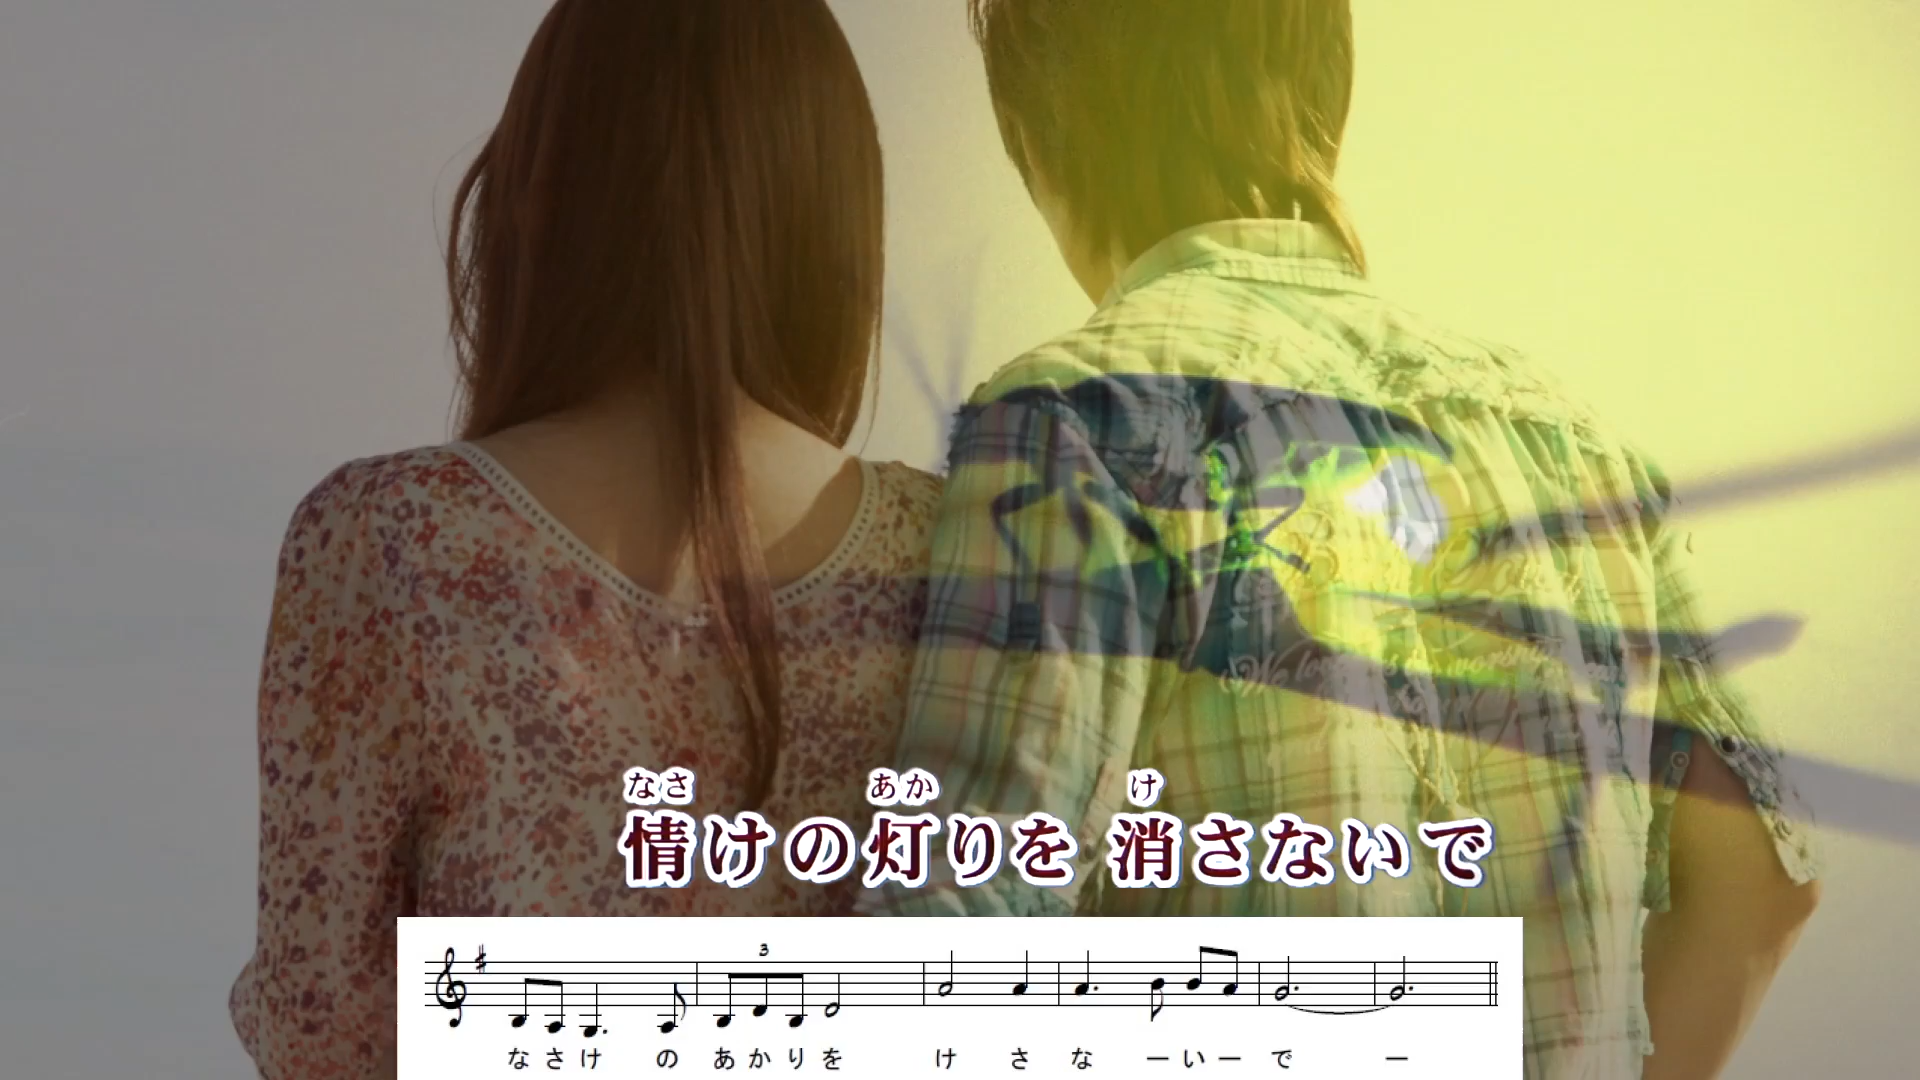 なさ あか け
情けの灯りを 消さないで
3
なさけ の あかりを け さ な ーいー で ー